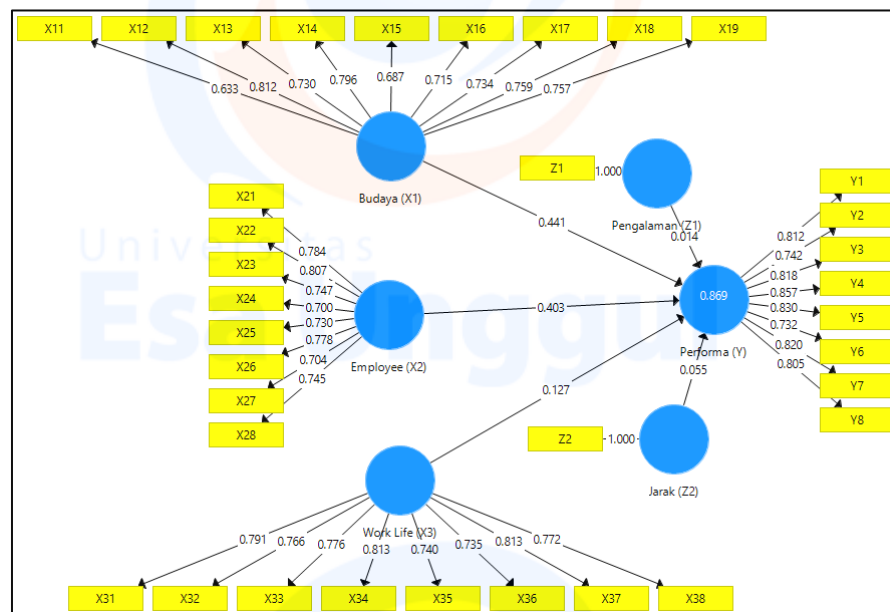 X11 X12 X13 X14 X15 X16 X17 X18 X19
0.633 0.812 0.730 0.796 0.687 0.715 0.734 0.759 0.757
Budaya (X1)
Z1 1.000
Pengalaman (Z1)
0.014
0.441
X21
X22
X23
X24
X25
X26
X27
X28
0.784
0.807
0.747
0.700
0.730
0.778
0.704
0.745
Employee (X2)
0.403
0.869
Performa (Y)
0.812
0.742
0.818
0.857
0.830
0.732
0.820
0.805
Y1
Y2
Y3
Y4
Y5
Y6
Y7
Y8
0.127
0.055
Z2 1.000
Jarak (Z2)
Work Life (X3)
0.791 0.766 0.776 0.813 0.740 0.735 0.813 0.772
X31 X32 X33 X34 X35 X36 X37 X38
Universitas
Esa Unggul